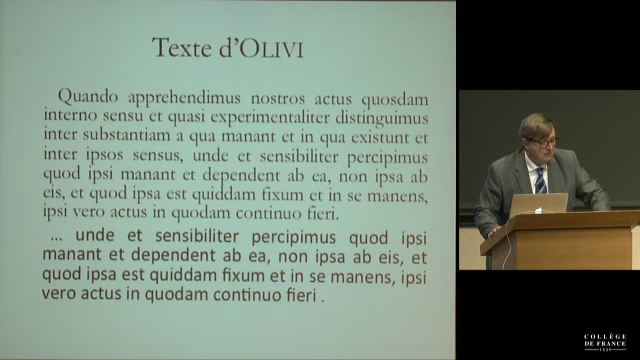 Texte d'OLIVI
Quando apprehendimus nostros actus quosdam
interno sensu et quasi experimentaliter distinguimus
inter substantiam a qua manant et in qua existunt et
inter ipsos sensus, unde et sensibiliter percipimus
quod ipsi manant et dependent ab ea, non ipsa ab
eis, et quod ipsa est quiddam fixum et in se manens,
ipsi vero actus in quodam continuo fieri.
... unde et sensibiliter percipimus quod ipsi
manant et dependent ab ea, non ipsa ab eis, et
quod ipsa est quiddam fixum et in se manens, ipsi
vero actus in quodam continuo fieri .
COLLÈGE
DE FRANCE
1530